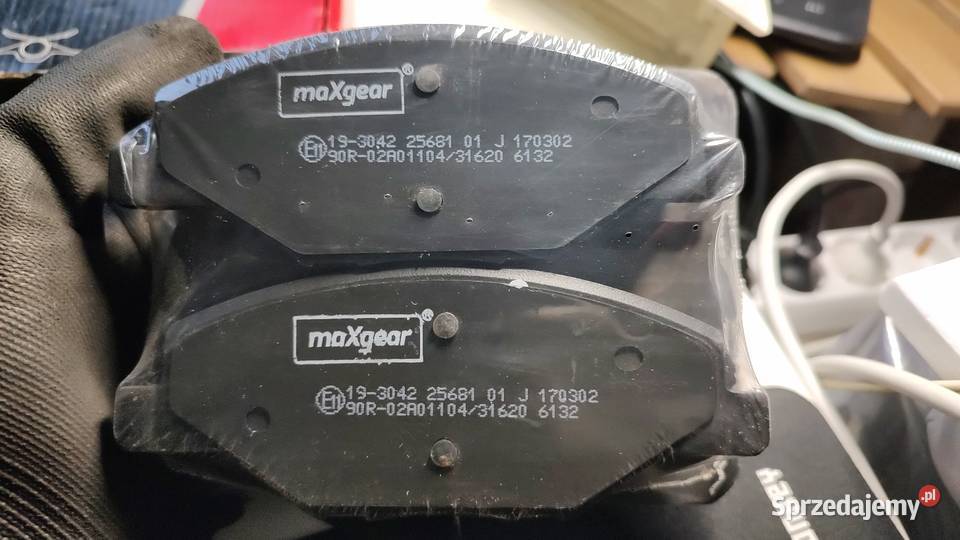 maXgear®
E11 19-3042 25681 01 J 170302
90R-02A01104/31620 6132
maXgear®
E11 19-3042 25681 01 J 170302
90R-02A01104/31620 6132
Sprzedajemy.pl